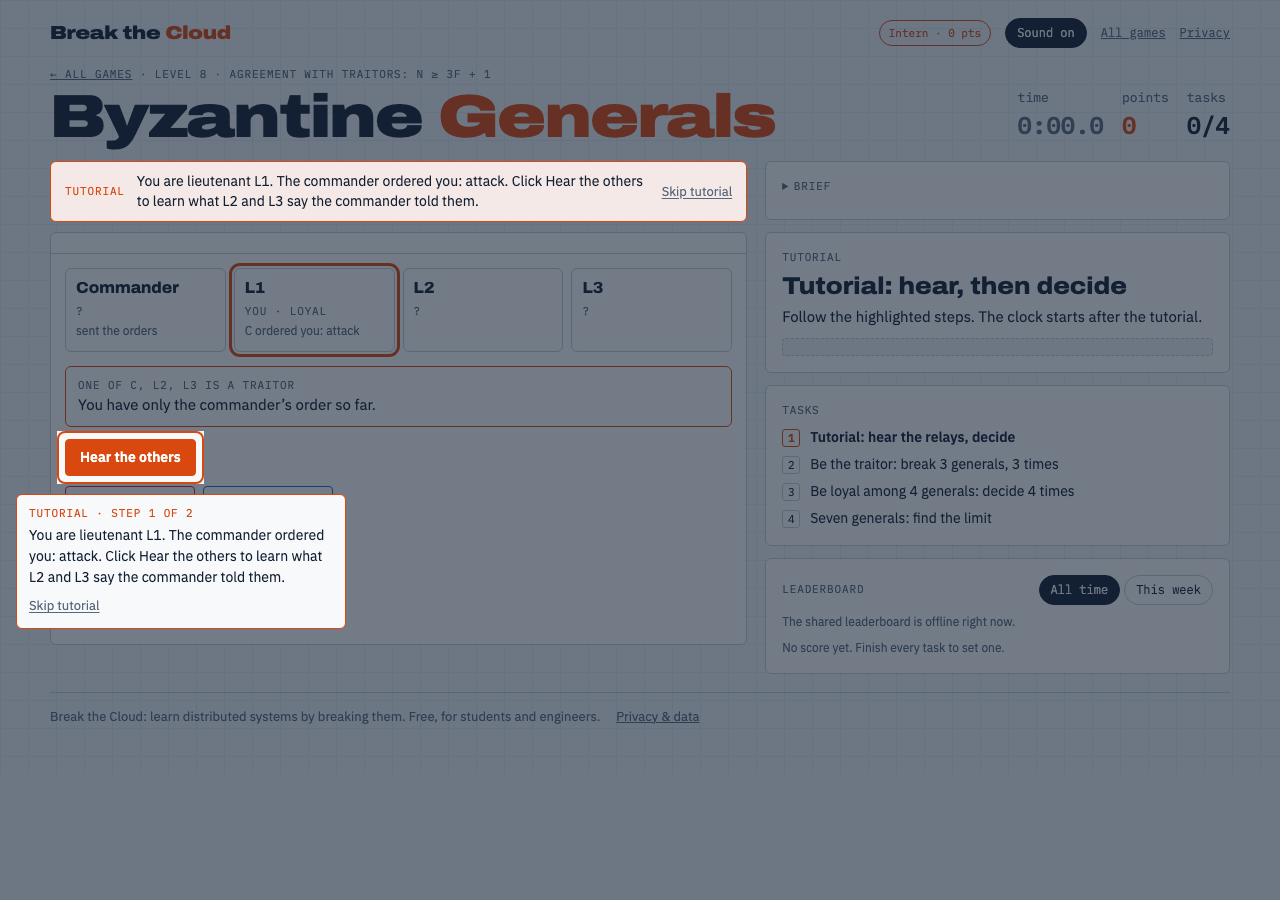 Break the Cloud
Intern · 0 pts
Sound on
All games
Privacy
← ALL GAMES · LEVEL 8 · AGREEMENT WITH TRAITORS: N ≥ 3F + 1
Byzantine Generals
time
0:00.0
points
0
tasks
0/4
TUTORIAL
You are lieutenant L1. The commander ordered you: attack. Click Hear the others
to learn what L2 and L3 say the commander told them.
Skip tutorial
Commander
?
sent the orders
L1
YOU · LOYAL
C ordered you: attack
L2
?
L3
?
ONE OF C, L2, L3 IS A TRAITOR
You have only the commander’s order so far.
Hear the others
TUTORIAL · STEP 1 OF 2
You are lieutenant L1. The commander ordered
you: attack. Click Hear the others to learn what
L2 and L3 say the commander told them.
Skip tutorial
▶ BRIEF
TUTORIAL
Tutorial: hear, then decide
Follow the highlighted steps. The clock starts after the tutorial.
TASKS
1 Tutorial: hear the relays, decide
2 Be the traitor: break 3 generals, 3 times
3 Be loyal among 4 generals: decide 4 times
4 Seven generals: find the limit
LEADERBOARD
All time
This week
The shared leaderboard is offline right now.
No score yet. Finish every task to set one.
Break the Cloud: learn distributed systems by breaking them. Free, for students and engineers.
Privacy & data